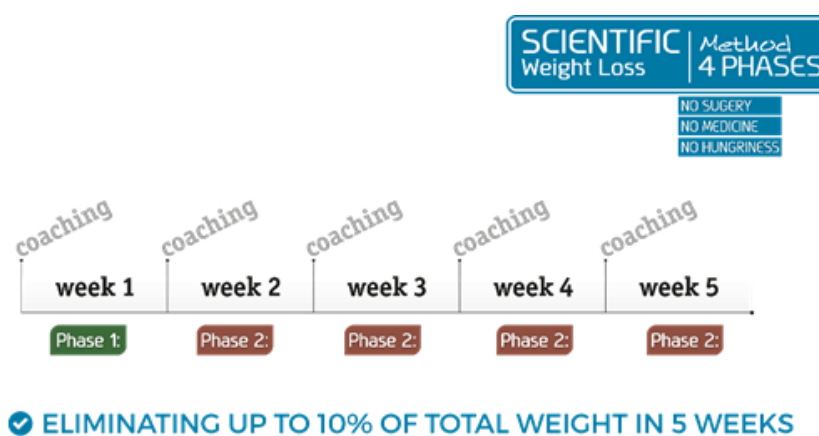 SCIENTIFIC
Weight Loss
Method
4 PHASES
NO SUGERY
NO MEDICINE
NO HUNGRINESS
coaching coaching coaching coaching coaching
week 1 week 2 week 3 week 4 week 5
Phase 1: Phase 2: Phase 2: Phase 2: Phase 2:
ELIMINATING UP TO 10% OF TOTAL WEIGHT IN 5 WEEKS